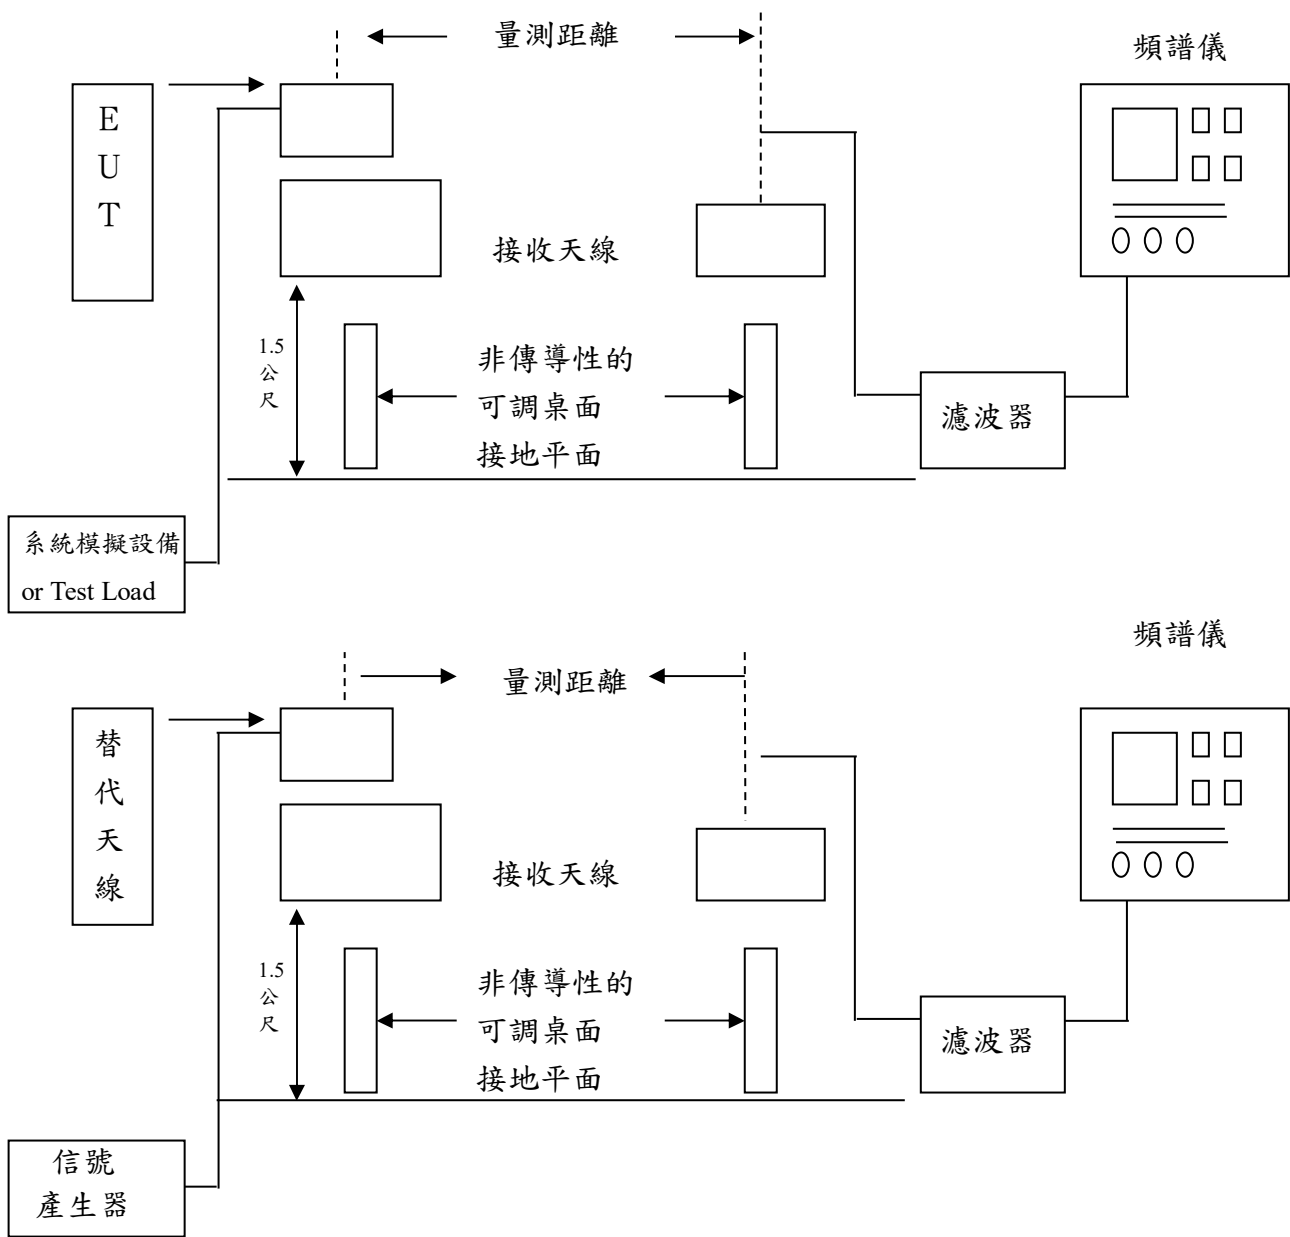 量測距離
頻譜儀
E
U
T
接收天線
1.5
公
尺
非傳導性的
可調桌面
接地平面
濾波器
系統模擬設備
or Test Load
頻譜儀
量測距離
替
代
天
線
接收天線
1.5
公
尺
非傳導性的
可調桌面
接地平面
濾波器
信號
產生器